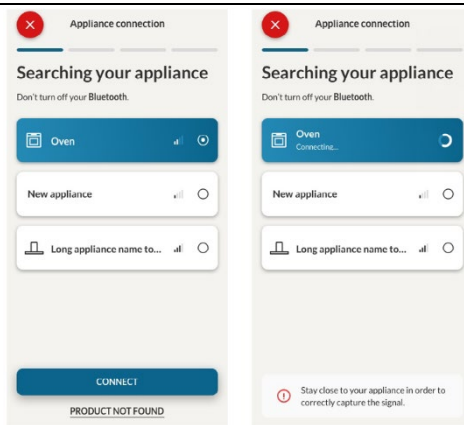 Appliance connection
Searching your appliance
Don't turn off your Bluetooth.
Oven
New appliance
Long appliance name to...
CONNECT
PRODUCT NOT FOUND
Appliance connection
Searching your appliance
Don't turn off your Bluetooth.
Oven
Connecting...
New appliance
Long appliance name to...
Stay close to your appliance in order to
correctly capture the signal.